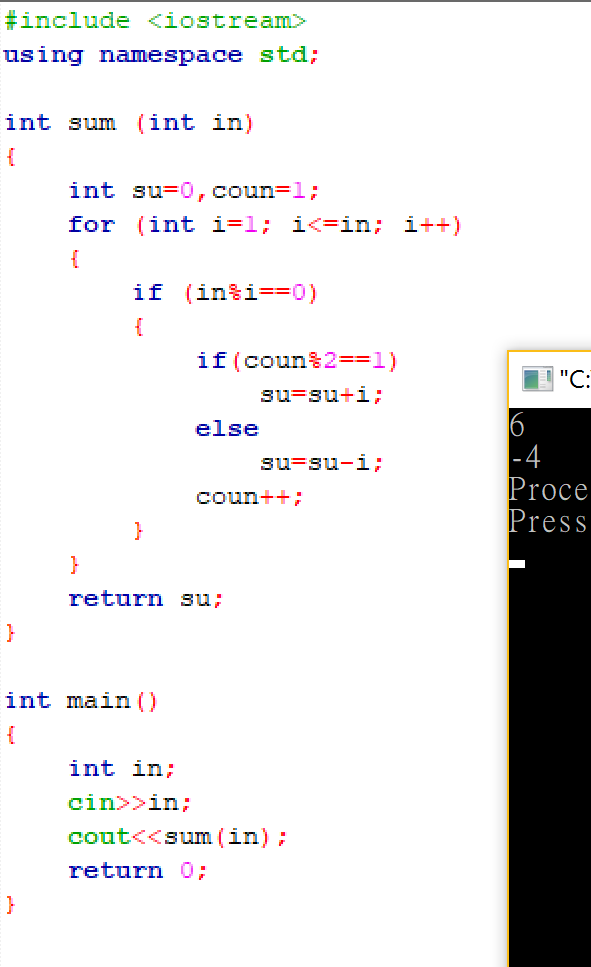 #include <iostream>
using namespace std;
int sum (int in)
{
int su=0,coun=1;
for (int i=1; i<=in; i++)
{
if (in%i==0)
{
if(coun%2==1)
su=su+i;
else
su=su-i;
coun++;
}
}
return su;
}
int main()
{
int in;
cin>>in;
cout<<sum(in);
return 0;
}
"C:
6
-4
Proce
Press